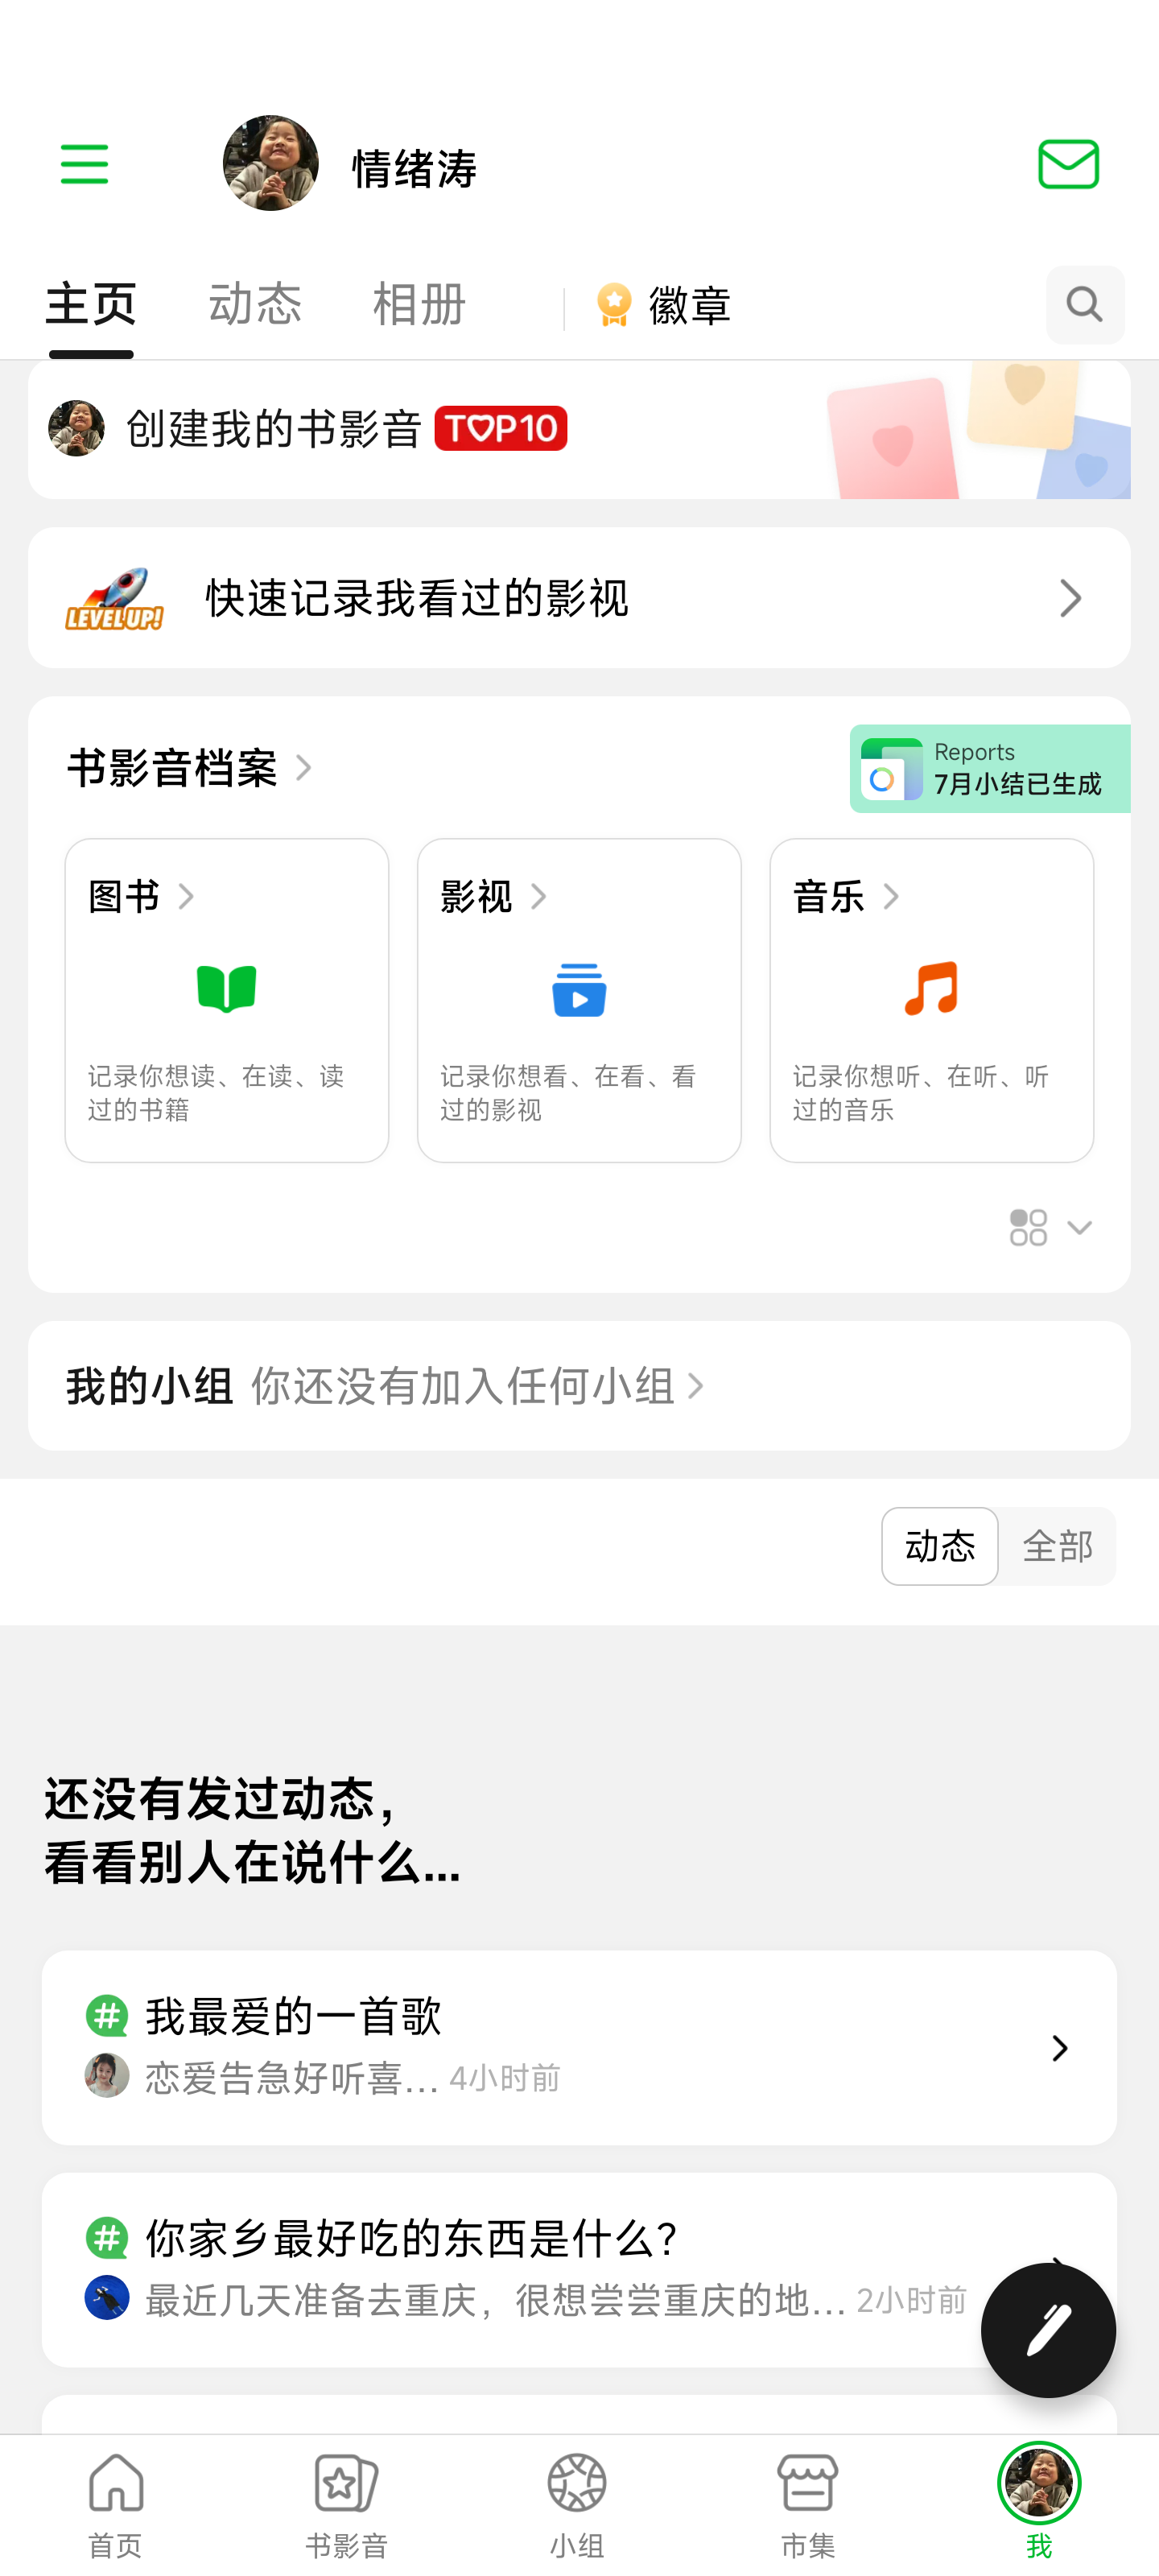 情绪涛
主页 动态 相册 徽章
创建我的书影音 TOP10
LEVEL UP! 快速记录我看过的影视
书影音档案
Reports
7月小结已生成
图书 影视 音乐
记录你想读、在读、读
过的书籍
记录你想看、在看、看
过的影视
记录你想听、在听、听
过的音乐
我的小组 你还没有加入任何小组
动态 全部
还没有发过动态，
看看别人在说什么...
我最爱的一首歌
恋爱告急好听喜... 4小时前
你家乡最好吃的东西是什么？
最近几天准备去重庆，很想尝尝重庆的地... 2小时前
首页 书影音 小组 市集 我